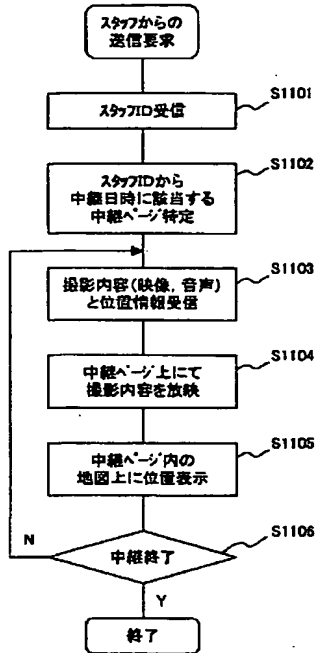 スタッフからの
送信要求
S1101
スタッフID受信
S1102
スタッフIDから
中継日時に該当する
中継ページ特定
S1103
撮影内容(映像, 音声)
と位置情報受信
S1104
中継ページ上にて
撮影内容を放映
S1105
中継ページ内の
地図上に位置表示
S1106
N
中継終了
Y
終了